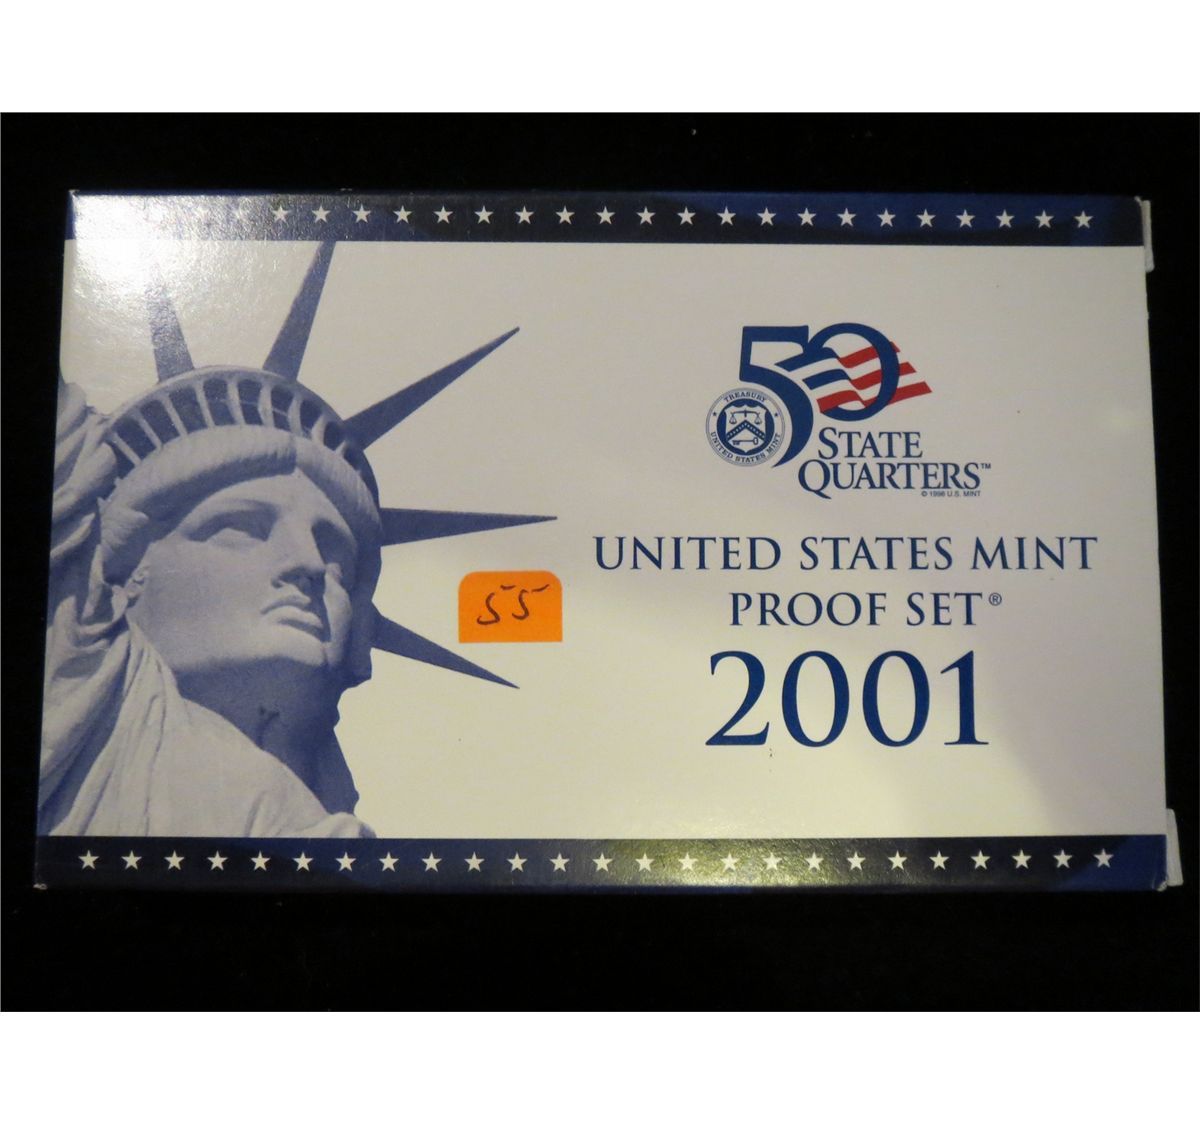 50
TREASURY
UNITED STATES MINT
STATE
QUARTERS™
© 1998 U.S. MINT
UNITED STATES MINT
PROOF SET®
2001
55